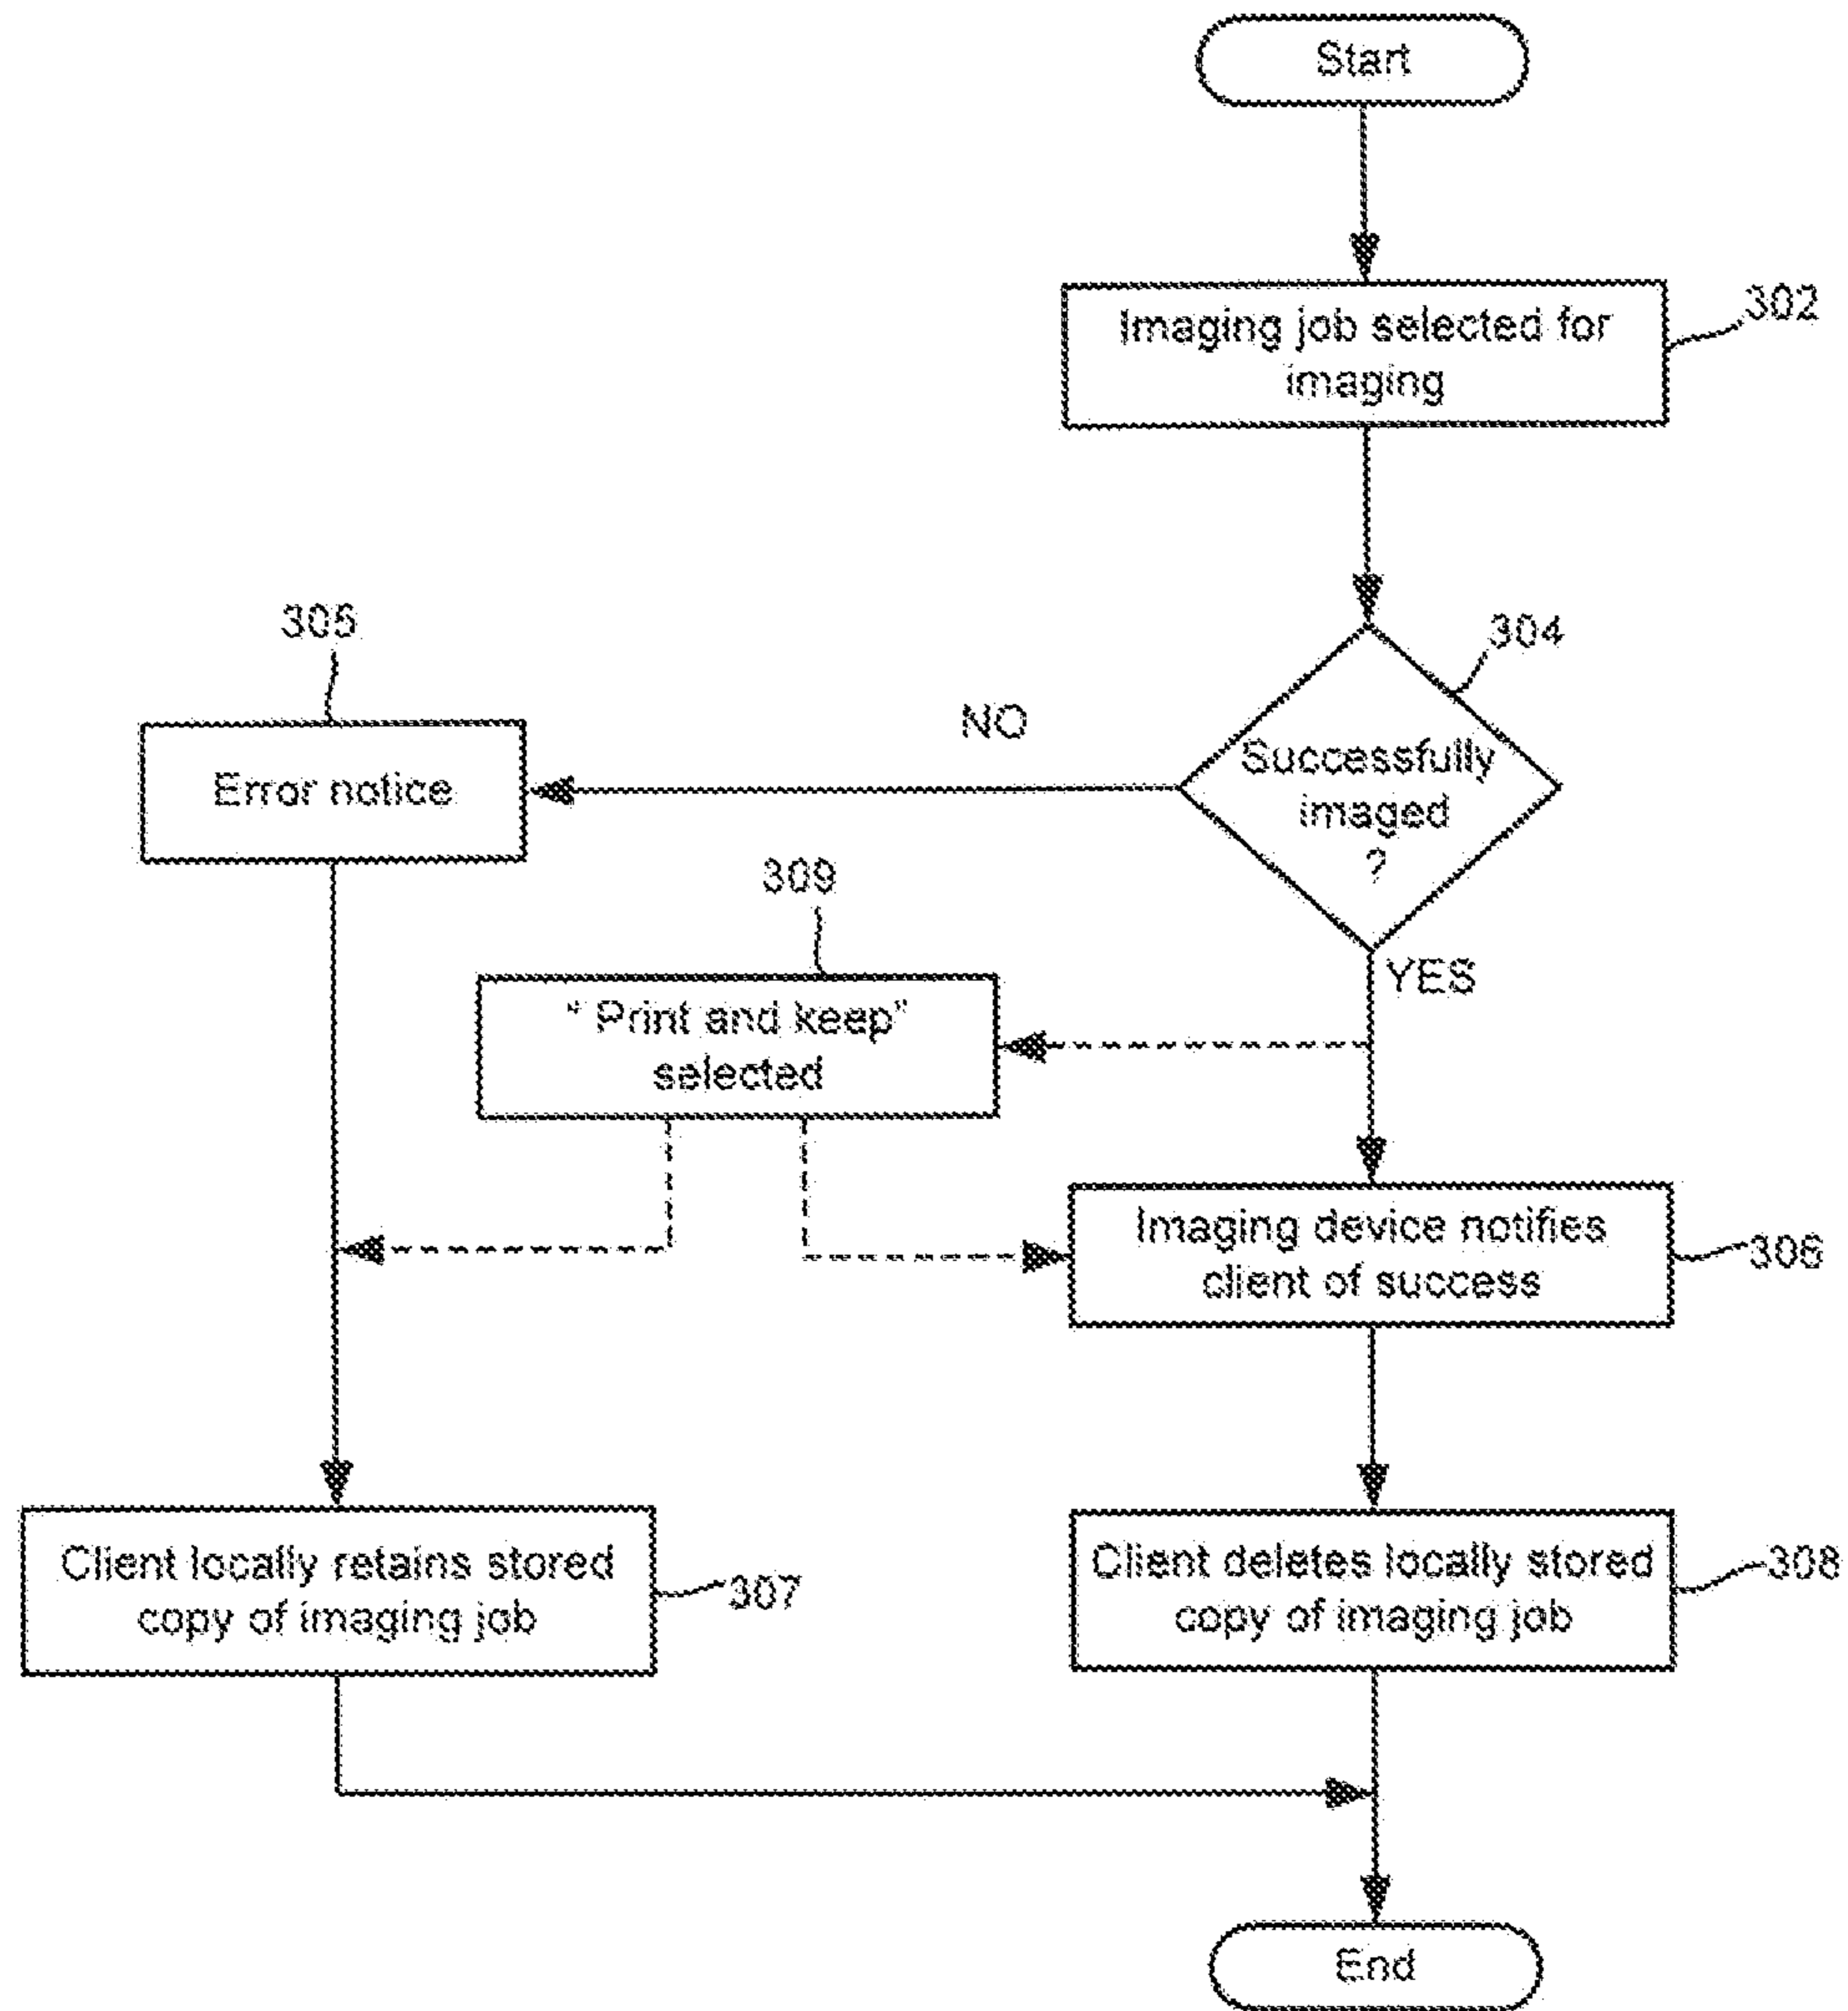 Start
Imaging job selected for
imaging
302
304
Successfully
imaged
?
NO
305
Error notice
YES
309
" Print and keep"
selected
Imaging device notifies
client of success
306
Client locally retains stored
copy of imaging job
307
Client deletes locally stored
copy of imaging job
308
End